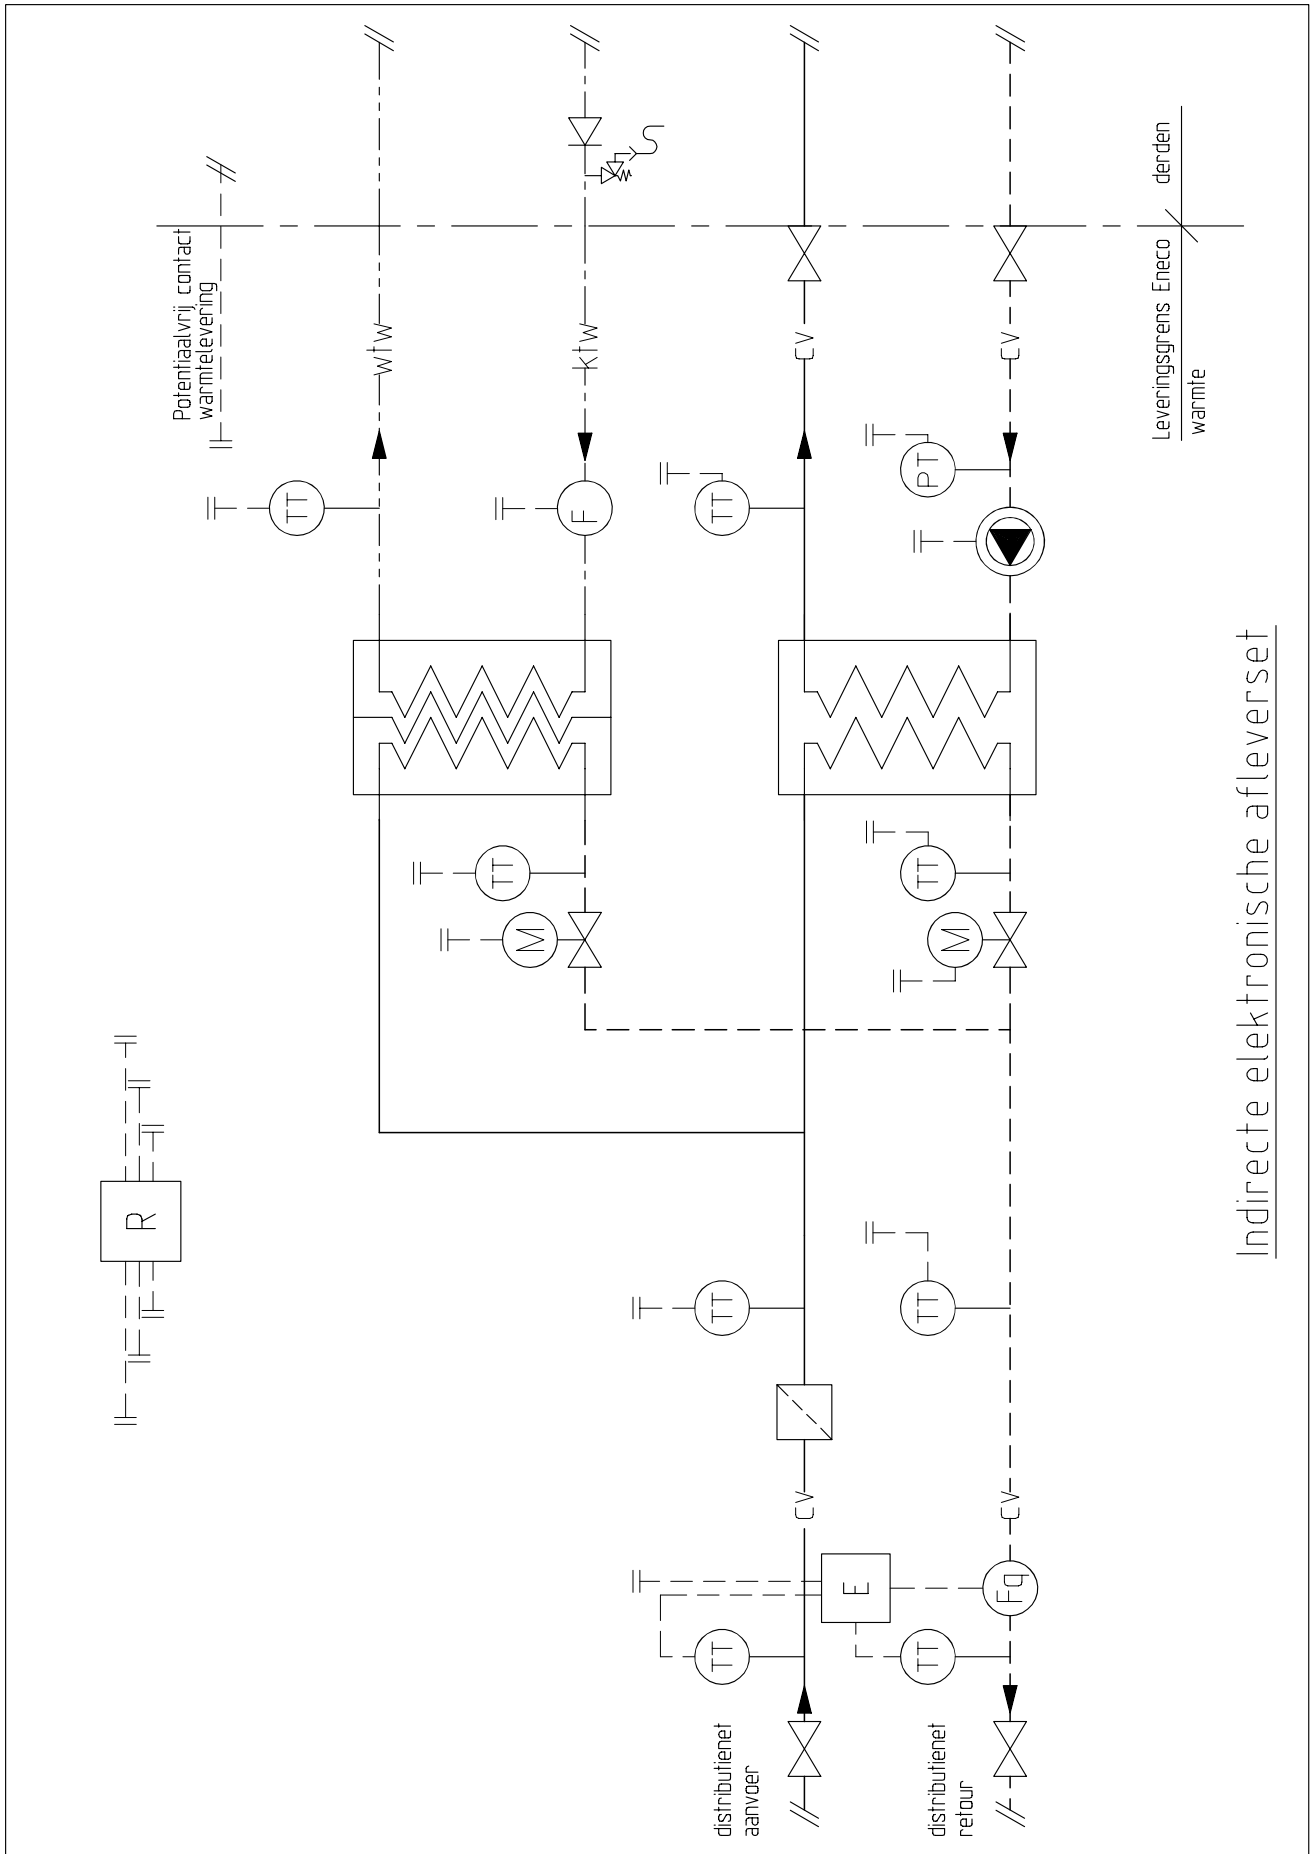 Potentiaalvrij contact
warmtelevering
wtw
ktw
CV
CV
Leveringsgrens Eneco
warmte
derden
TT
F
TT
PT
TT
M
TT
M
R
TT
TT
CV
CV
E
Fq
TT
TT
distributienet
aanvoer
distributienet
retour
Indirecte elektronische afleverset